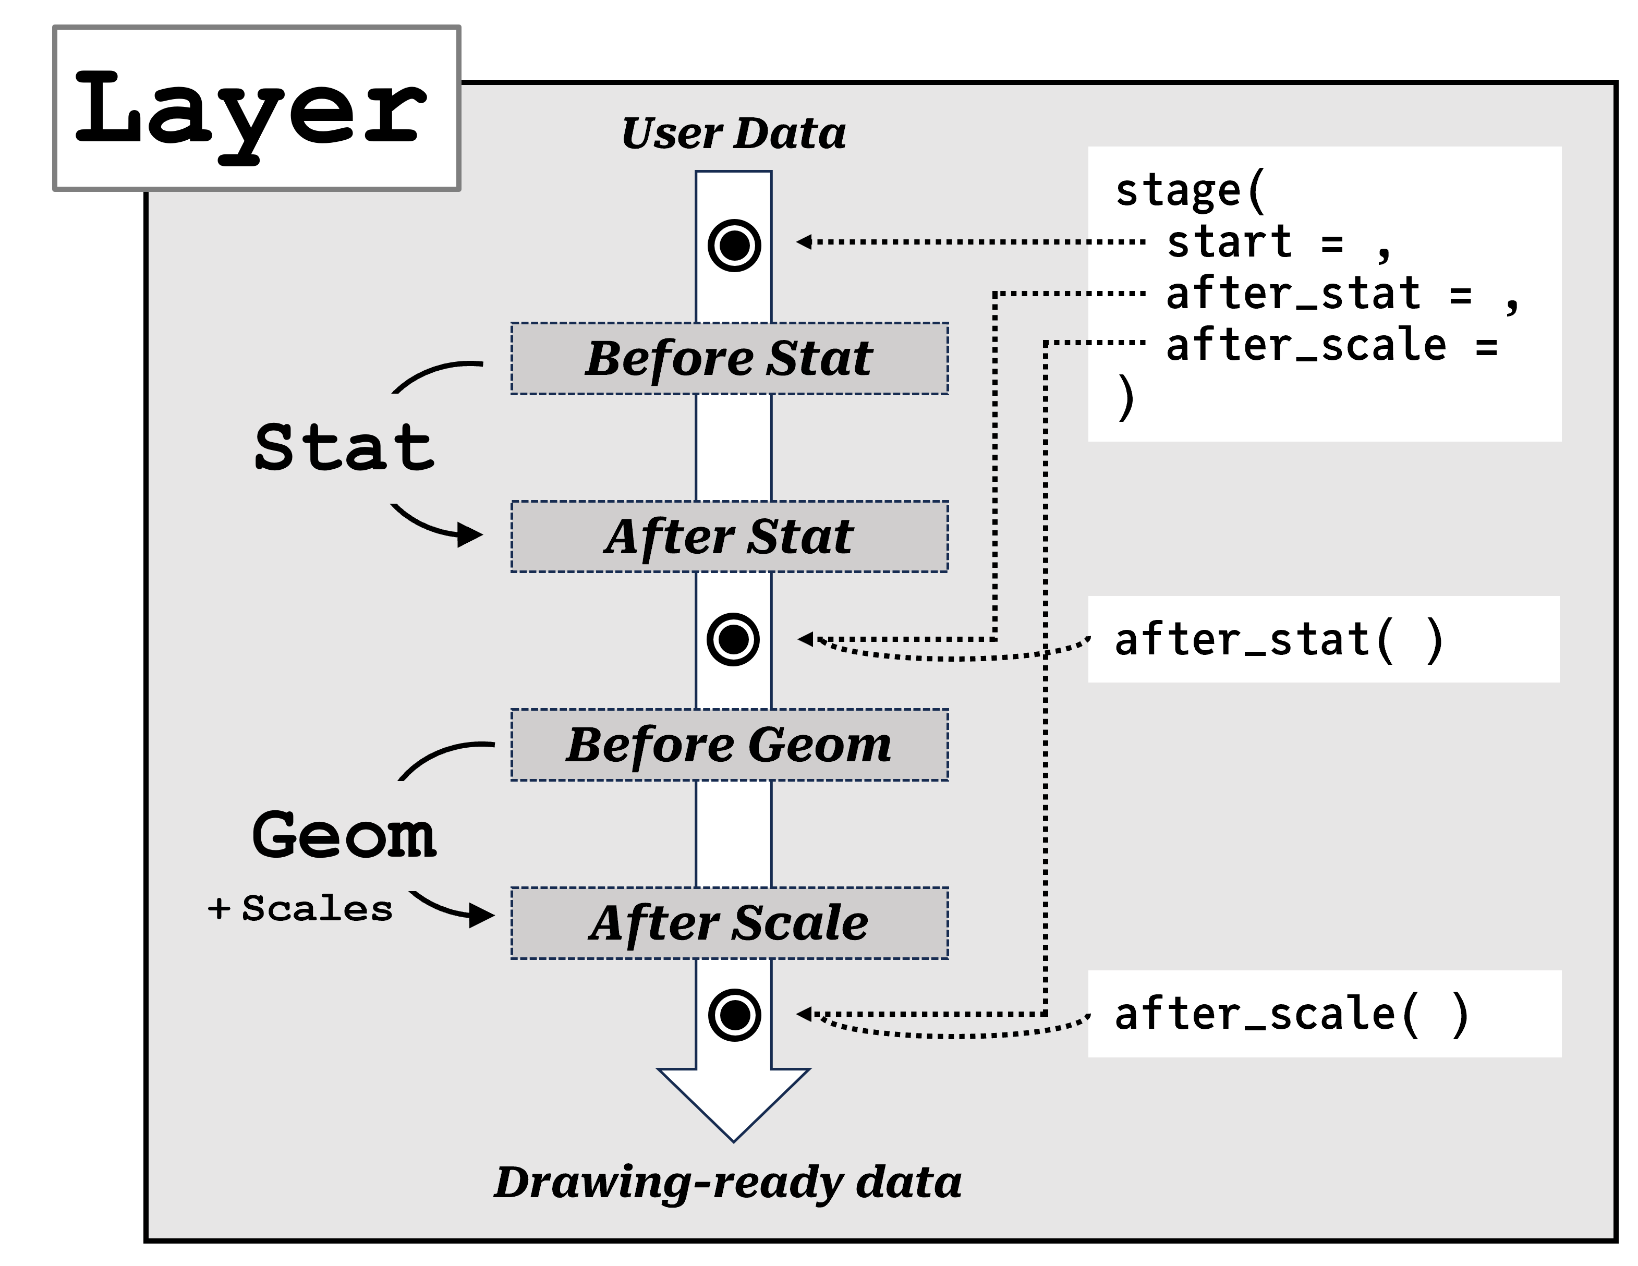 Layer
User Data
stage(
start = ,
after_stat = ,
after_scale =
)
Before Stat
Stat
After Stat
after_stat( )
Before Geom
Geom
+ Scales
After Scale
after_scale( )
Drawing-ready data